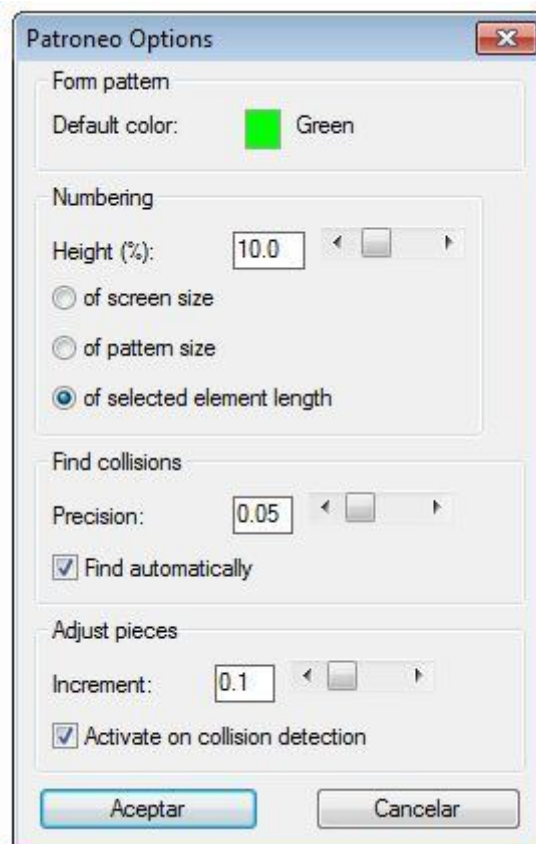 Patroneo Options
Form pattern
Default color: Green
Numbering
Height (%): 10.0
of screen size
of pattern size
of selected element length
Find collisions
Precision: 0.05
Find automatically
Adjust pieces
Increment: 0.1
Activate on collision detection
Aceptar Cancelar